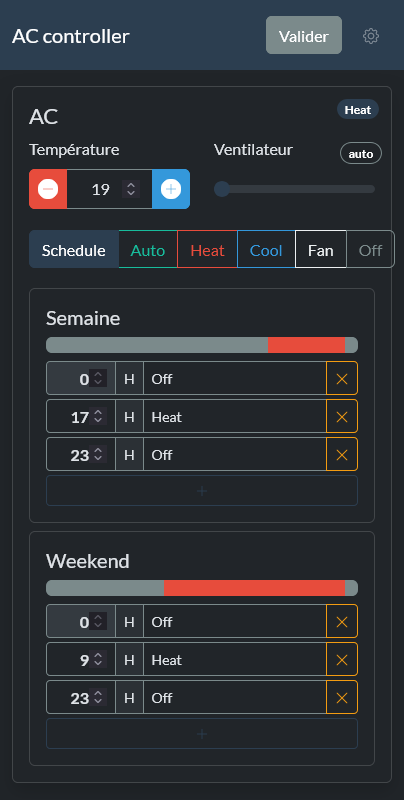 AC controller Valider
AC Heat
Température Ventilateur auto
19
Schedule Auto Heat Cool Fan Off
Semaine
0 H Off
17 H Heat
23 H Off
+
Weekend
0 H Off
9 H Heat
23 H Off
+